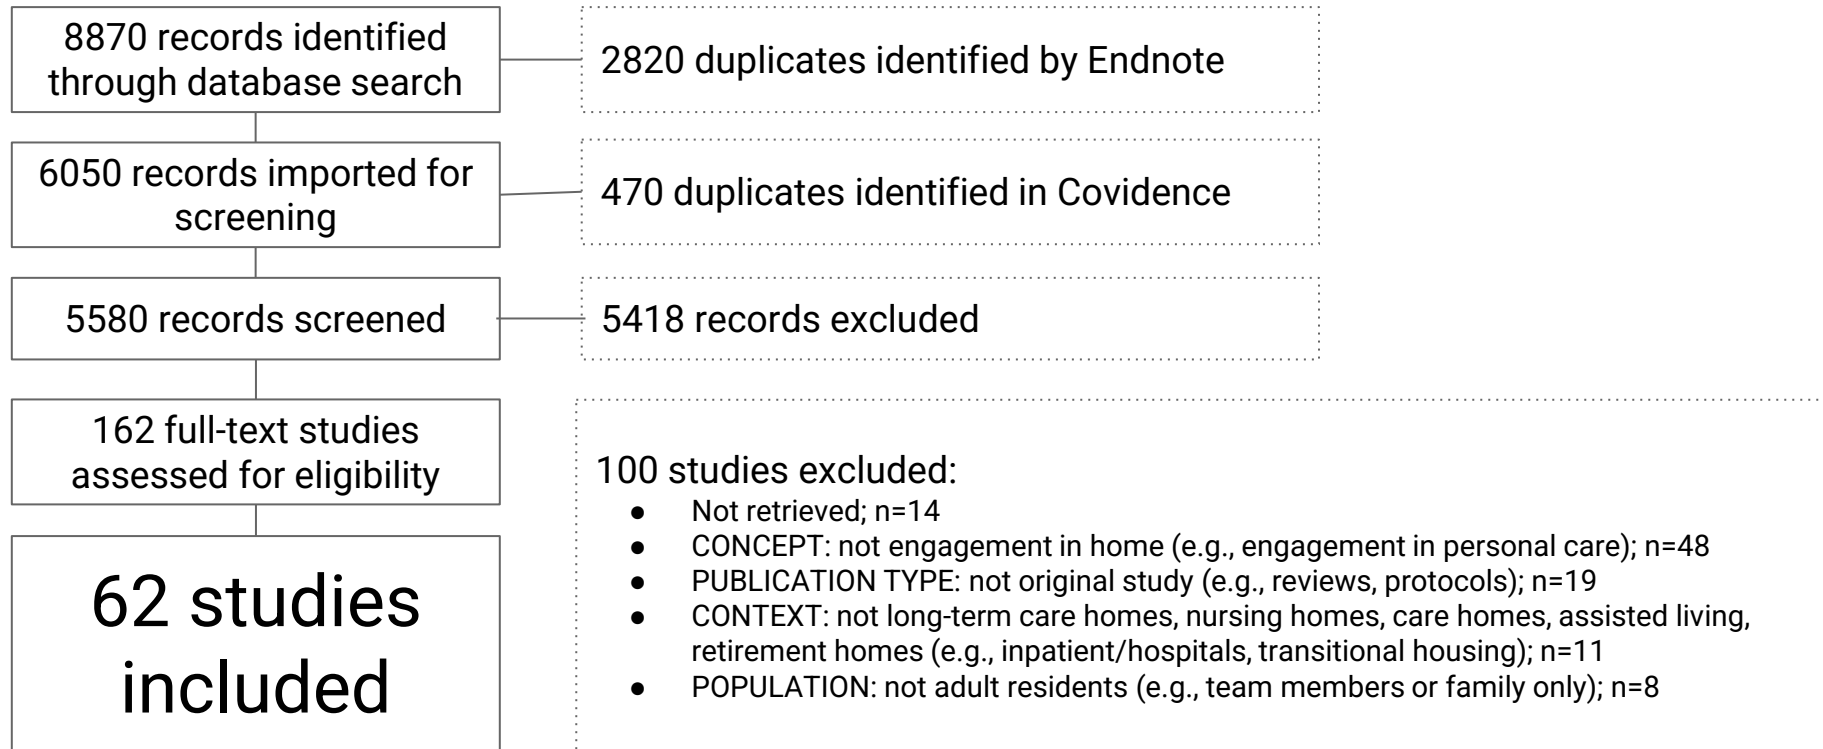 8870 records identified
through database search
2820 duplicates identified by Endnote
6050 records imported for
screening
470 duplicates identified in Covidence
5580 records screened
5418 records excluded
162 full-text studies
assessed for eligibility
100 studies excluded:
● Not retrieved; n=14
● CONCEPT: not engagement in home (e.g., engagement in personal care); n=48
● PUBLICATION TYPE: not original study (e.g., reviews, protocols); n=19
● CONTEXT: not long-term care homes, nursing homes, care homes, assisted living,
retirement homes (e.g., inpatient/hospitals, transitional housing); n=11
● POPULATION: not adult residents (e.g., team members or family only); n=8
62 studies
included